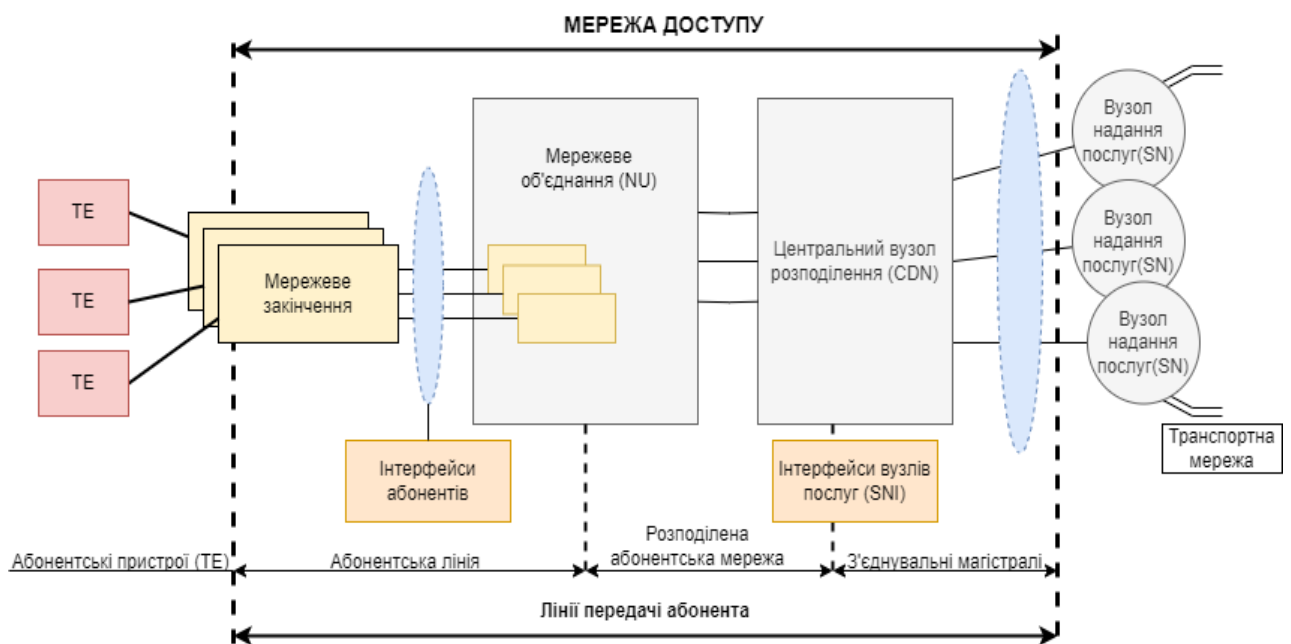 МЕРЕЖА ДОСТУПУ
Вузол
надання
послуг(SN)
Мережеве
об'єднання (NU)
TE
Вузол
надання
послуг(SN)
Центральний вузол
розподілення (CDN)
Мережеве
закінчення
TE
Вузол
надання
послуг(SN)
TE
Транспортна
мережа
Інтерфейси
абонентів
Інтерфейси вузлів
послуг (SNI)
Абонентські пристрої (TE)
Абонентська лінія
Розподілена
абонентська мережа
З'єднувальні магістралі
Лінії передачі абонента